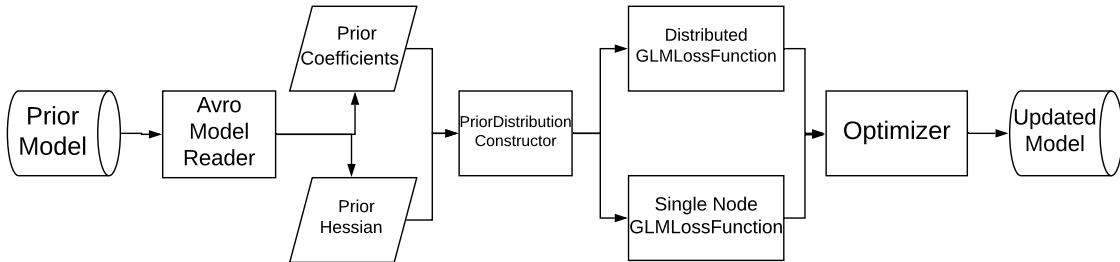 Prior
Model
Avro
Model
Reader
Prior
Coefficients
Prior
Hessian
PriorDistribution
Constructor
Distributed
GLMLossFunction
Single Node
GLMLossFunction
Optimizer
Updated
Model